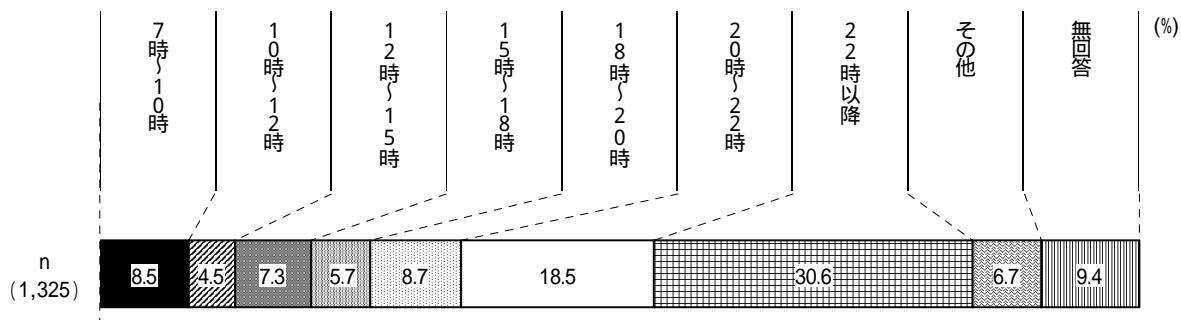 7時～10時
10時～12時
12時～15時
15時～18時
18時～20時
20時～22時
22時以降
その他
無回答
(%)
n
(1,325)
8.5
4.5
7.3
5.7
8.7
18.5
30.6
6.7
9.4